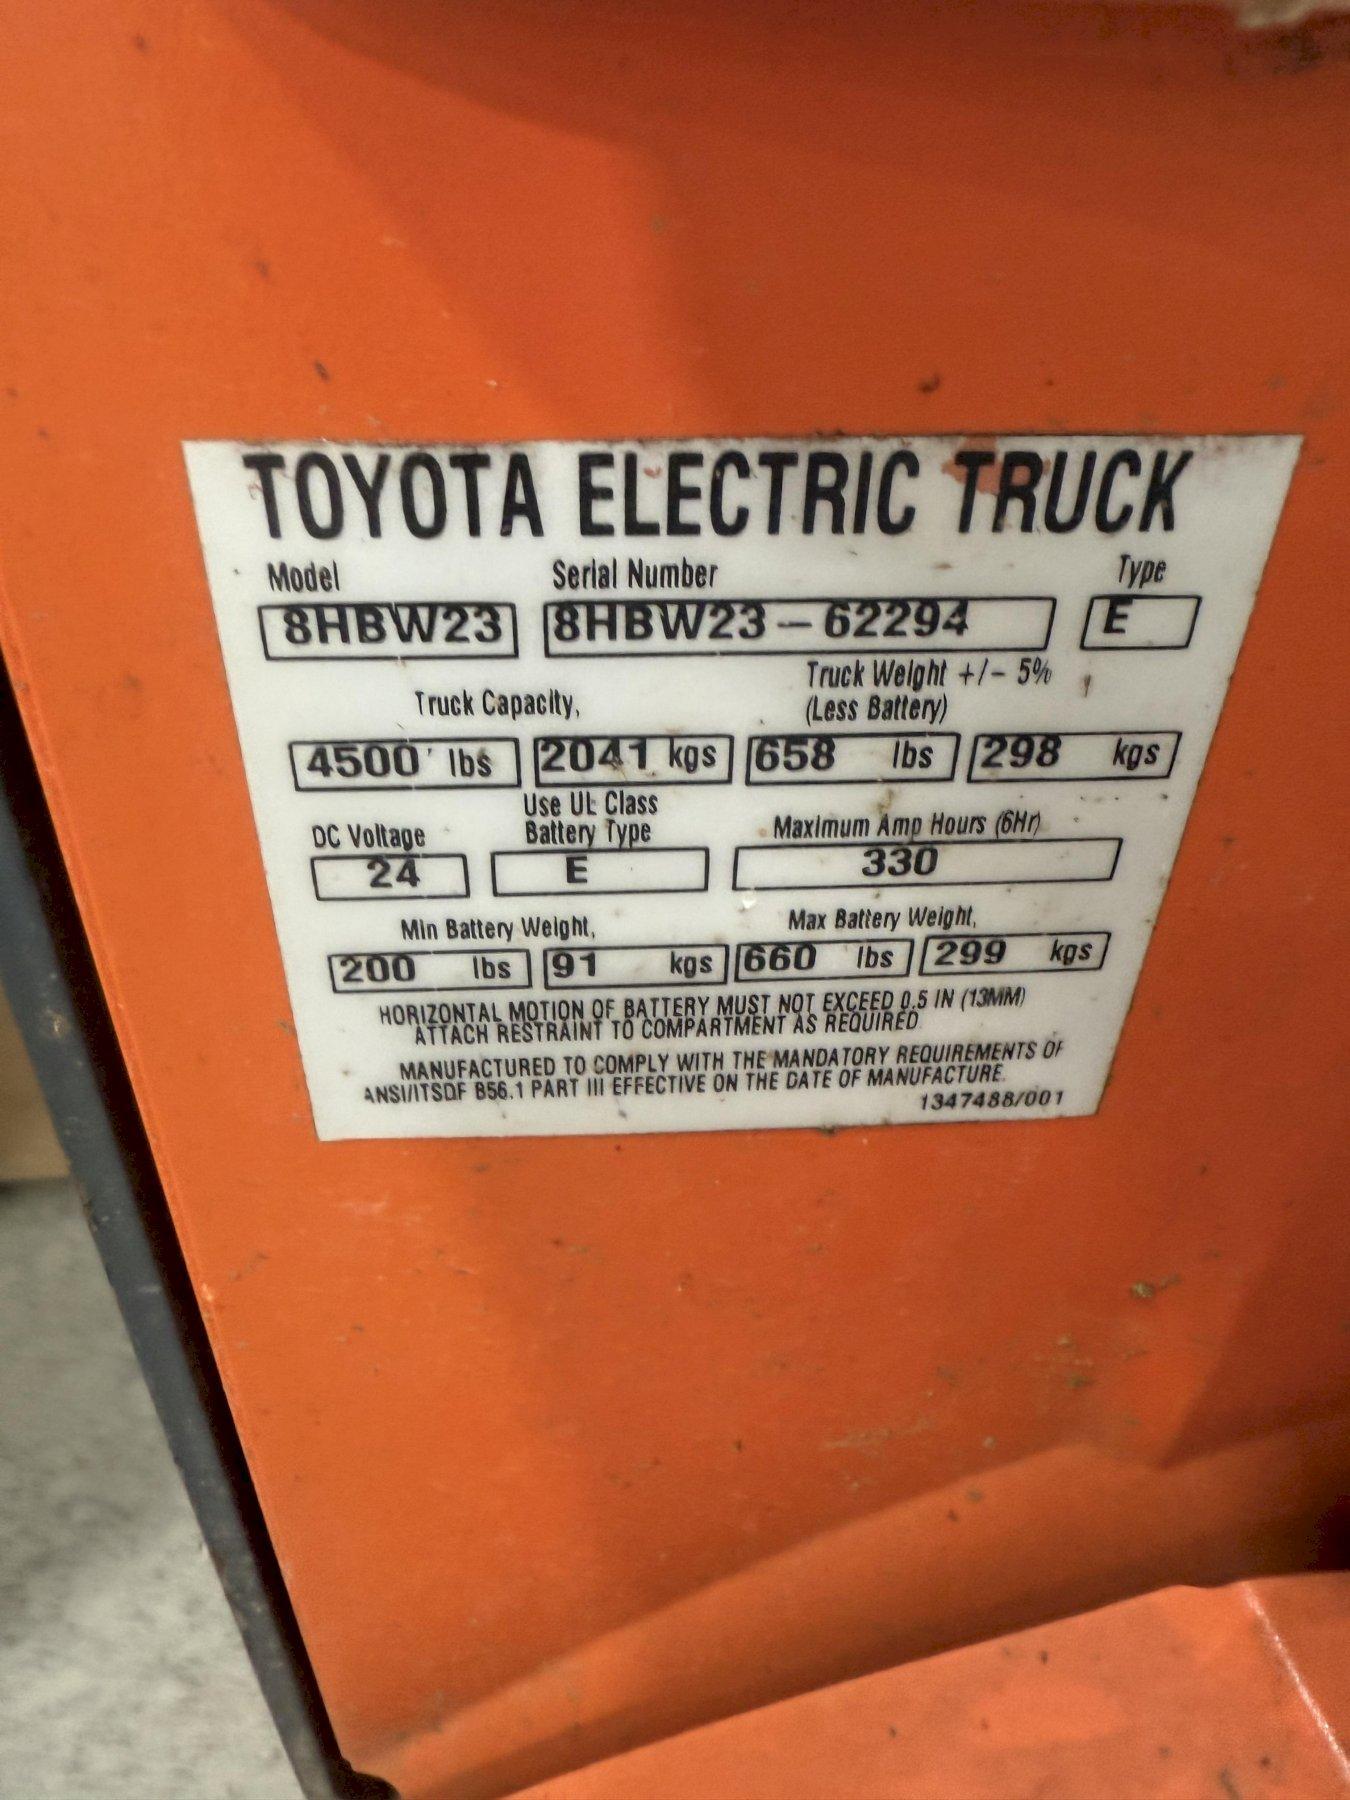 TOYOTA ELECTRIC TRUCK
Model Serial Number Type
8HBW23 8HBW23-62294 E
Truck Capacity, Truck Weight +/- 5% (Less Battery)
4500 lbs 2041 kgs 658 lbs 298 kgs
DC Voltage Use UL Class Battery Type Maximum Amp Hours (6Hr)
24 E 330
Min Battery Weight, Max Battery Weight,
200 lbs 91 kgs 660 lbs 299 kgs
HORIZONTAL MOTION OF BATTERY MUST NOT EXCEED 0.5 IN (13MM)
ATTACH RESTRAINT TO COMPARTMENT AS REQUIRED
MANUFACTURED TO COMPLY WITH THE MANDATORY REQUIREMENTS OF
ANSI/ITSDF B56.1 PART III EFFECTIVE ON THE DATE OF MANUFACTURE.
1347488/001